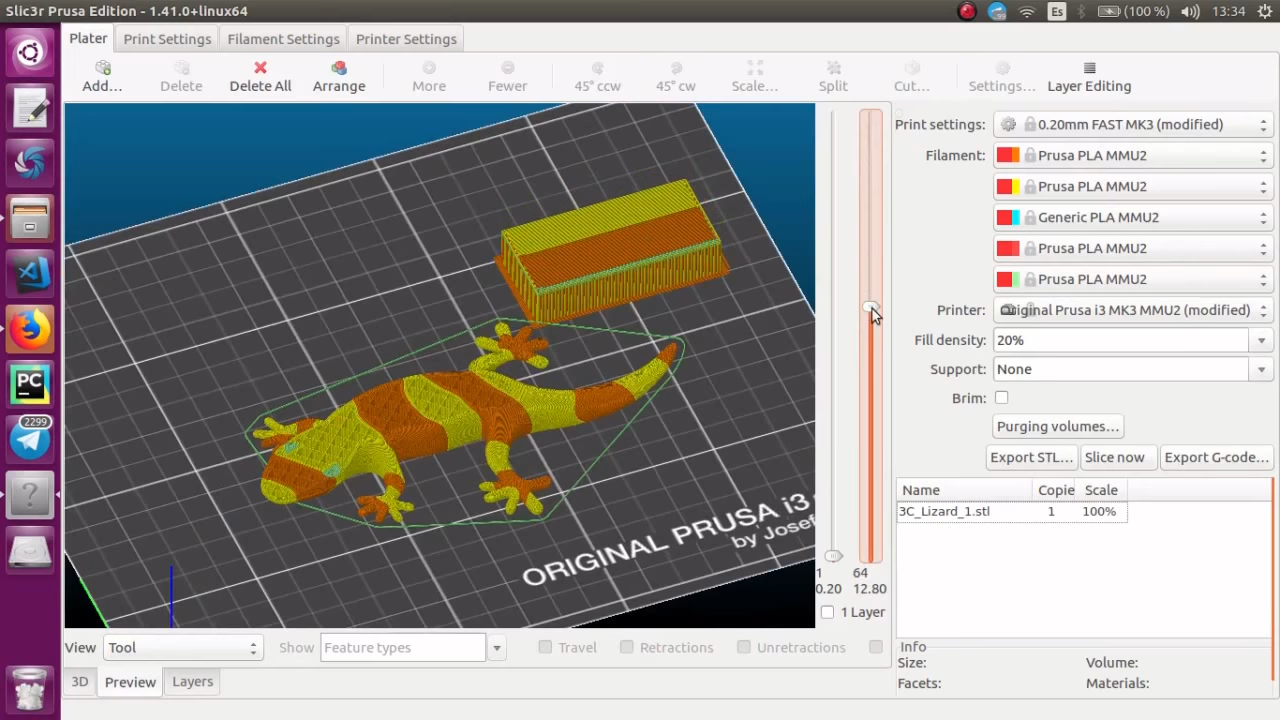 Slic3r Prusa Edition - 1.41.0+linux64
Es
(100 %)
13:34
Plater
Print Settings
Filament Settings
Printer Settings
Add...
Delete
Delete All
Arrange
More
Fewer
45° ccw
45° cw
Scale...
Split
Cut...
Settings...
Layer Editing
Print settings:
0.20mm FAST MK3 (modified)
Filament:
Prusa PLA MMU2
Prusa PLA MMU2
Generic PLA MMU2
Prusa PLA MMU2
Prusa PLA MMU2
Printer:
Original Prusa i3 MK3 MMU2 (modified)
Fill density:
20%
Support:
None
Brim:
Purging volumes...
Export STL...
Slice now
Export G-code...
Name
Copie
Scale
3C_Lizard_1.stl
1
100%
PC
2299
?
ORIGINAL PRUSA i3
by Josef
1
0.20
64
12.80
1 Layer
View
Tool
Show
Feature types
Travel
Retractions
Unretractions
3D
Preview
Layers
Info
Size:
Volume:
Facets:
Materials: